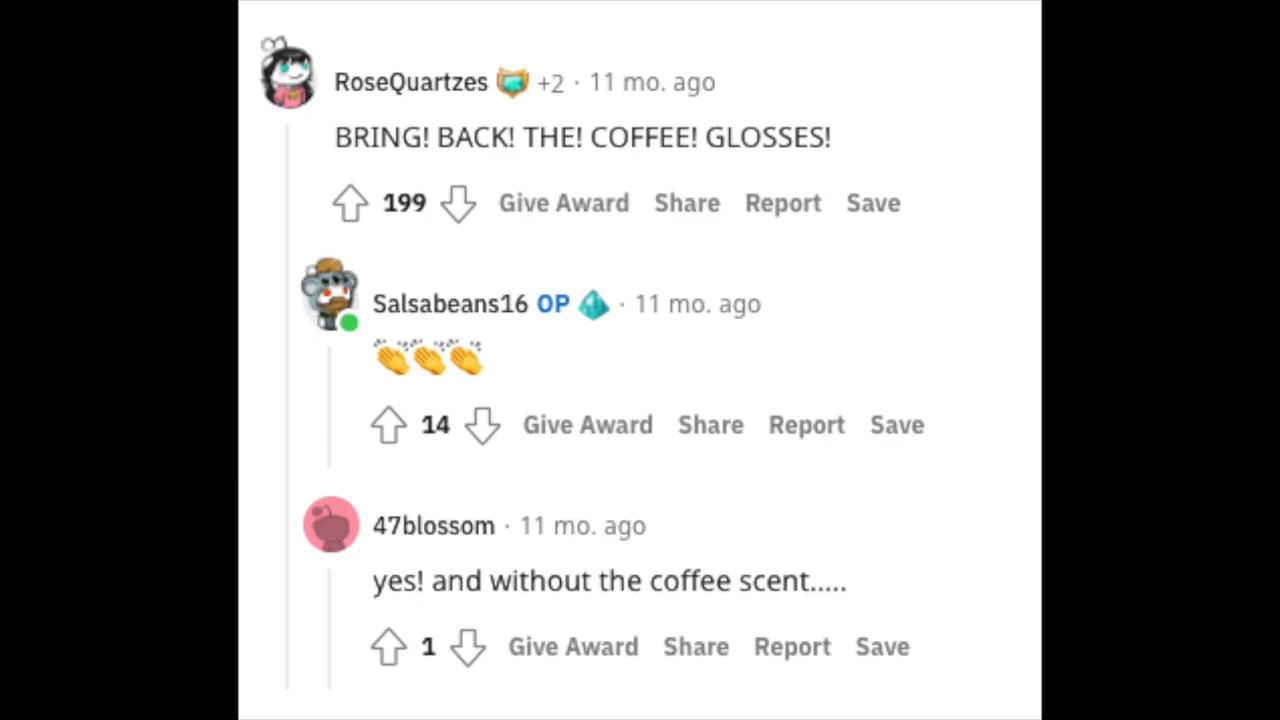 RoseQuartzes +2 · 11 mo. ago
BRING! BACK! THE! COFFEE! GLOSSES!
199 Give Award Share Report Save
Salsabeans16 OP · 11 mo. ago
👏👏👏
14 Give Award Share Report Save
47blossom · 11 mo. ago
yes! and without the coffee scent.....
1 Give Award Share Report Save